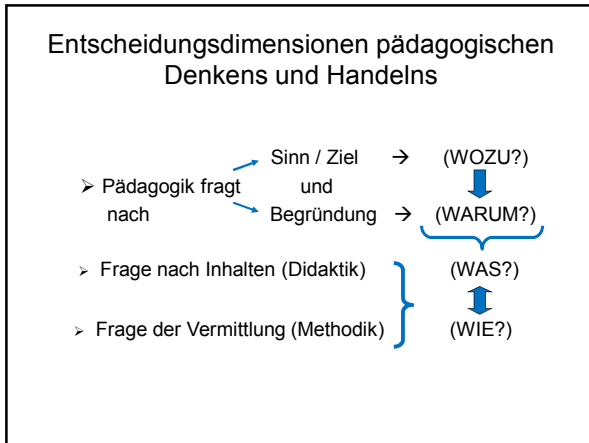 Entscheidungsdimensionen pädagogischen
Denkens und Handelns
Sinn / Ziel → (WOZU?)
➢ Pädagogik fragt und
nach Begründung → (WARUM?)
➢ Frage nach Inhalten (Didaktik) (WAS?)
➢ Frage der Vermittlung (Methodik) (WIE?)